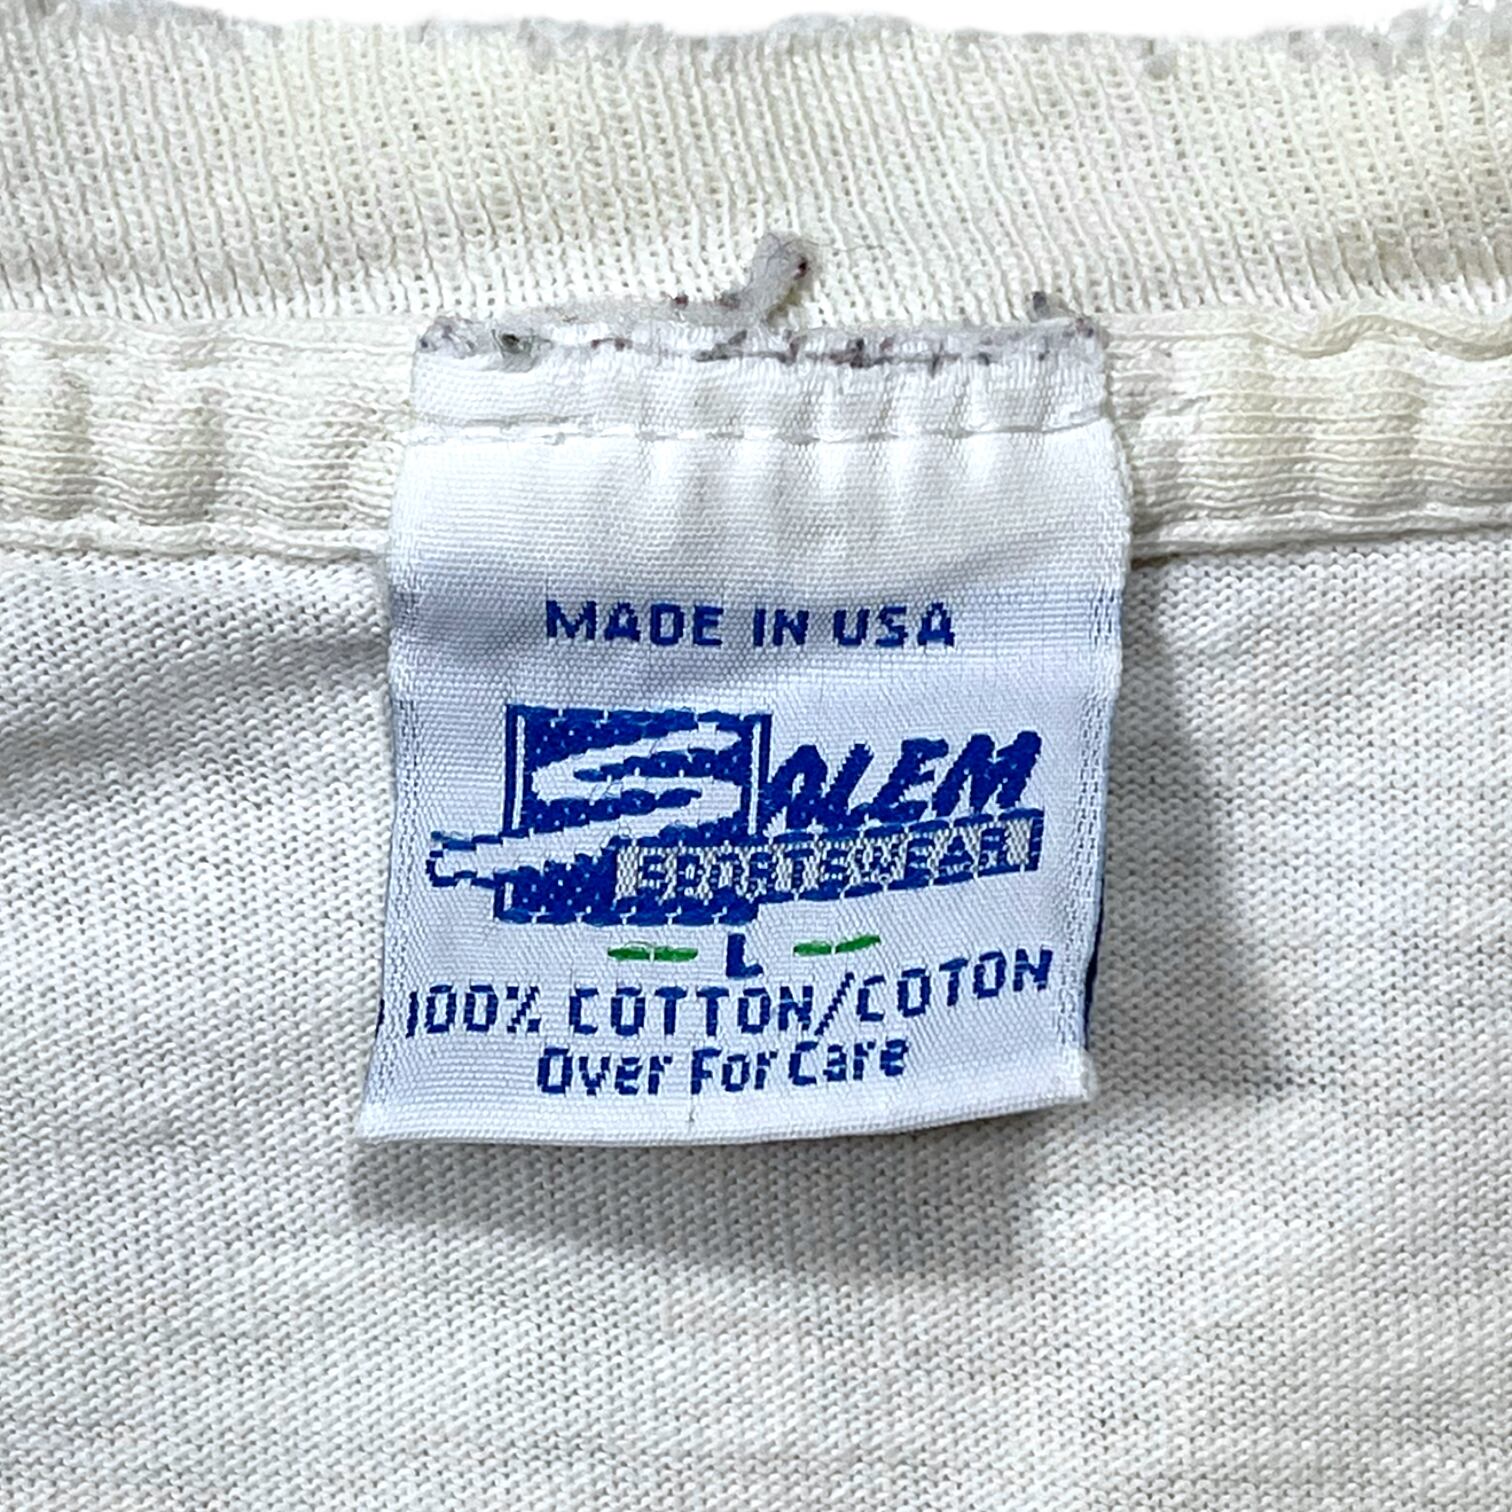 MADE IN USA
SALEM
SPORTSWEAR
L
100% COTTON/COTON
Over For Care